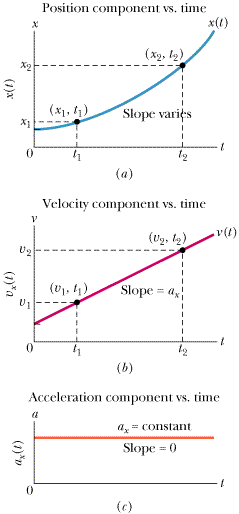 Position component vs. time
x
x(t)
x(t)
x₂
(x₂, t₂)
(x₁, t₁)
x₁
Slope varies
0
t₁
t₂
t
(a)
Velocity component vs. time
v
v(t)
vₓ(t)
(v₂, t₂)
v₂
(v₁, t₁)
v₁
Slope = aₓ
0
t₁
t₂
t
(b)
Acceleration component vs. time
a
aₓ = constant
aₓ(t)
Slope = 0
0
t
(c)